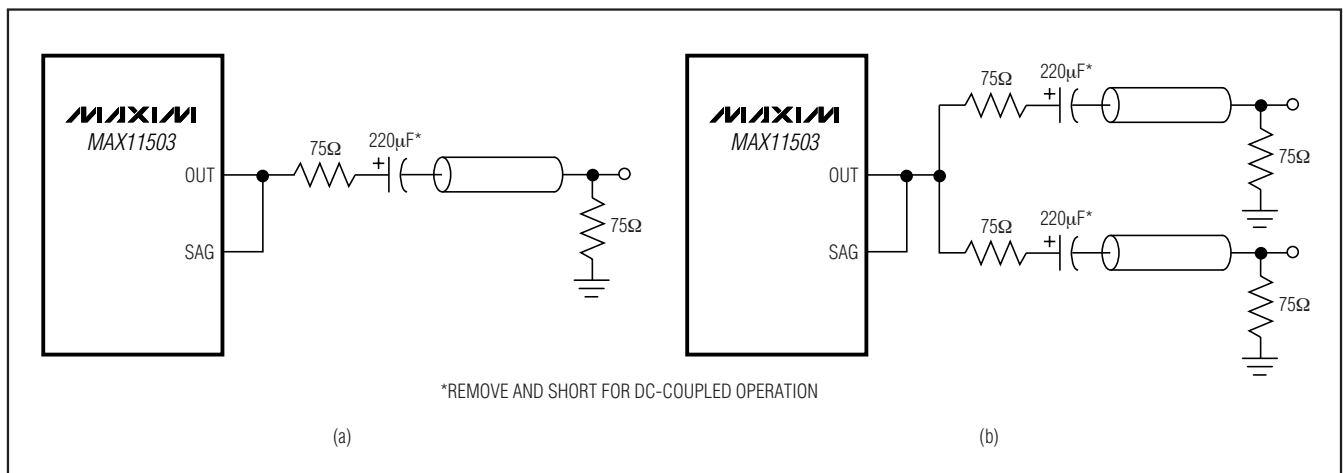 MAXIM
MAX11503
OUT
SAG
75Ω
220µF*
+
75Ω
MAXIM
MAX11503
OUT
SAG
75Ω
220µF*
+
75Ω
75Ω
220µF*
+
75Ω
*REMOVE AND SHORT FOR DC-COUPLED OPERATION
(a)
(b)